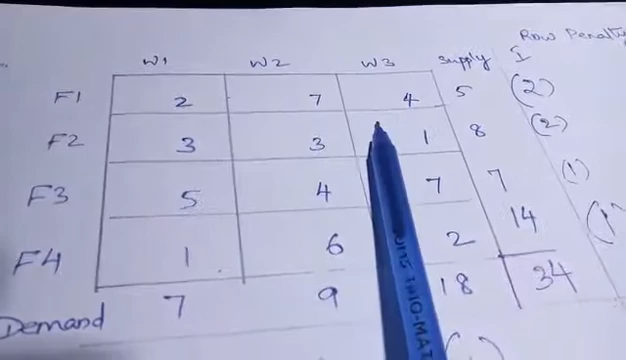 Row Penalty
W1 W2 W3 Supply I
F1 2 7 4 5 (2)
F2 3 3 1 8 (2)
F3 5 4 7 7 (1)
F4 1 6 2 14 (1
Demand 7 9 18 34